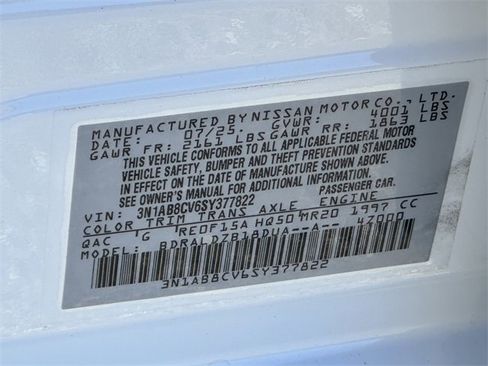 MANUFACTURED BY NISSAN MOTOR CO., LTD.
DATE: 07/25 GVWR: 4001 LBS
GAWR FR: 2161 LBS GAWR RR: 1863 LBS
THIS VEHICLE CONFORMS TO ALL APPLICABLE FEDERAL MOTOR
VEHICLE SAFETY, BUMPER AND THEFT PREVENTION STANDARDS
IN EFFECT ON THE DATE OF MANUFACTURE SHOWN ABOVE.
SEE OWNER'S MANUAL FOR ADDITIONAL INFORMATION.
VIN: 3N1AB8CV6SY377822 PASSENGER CAR.
COLOR TRIM TRANS AXLE ENGINE
QAC G RE0F15A HQ50 MR20 1997 CC
MODEL: BDRALDZB18DUA--A-- 47000
3N1AB8CV6SY377822